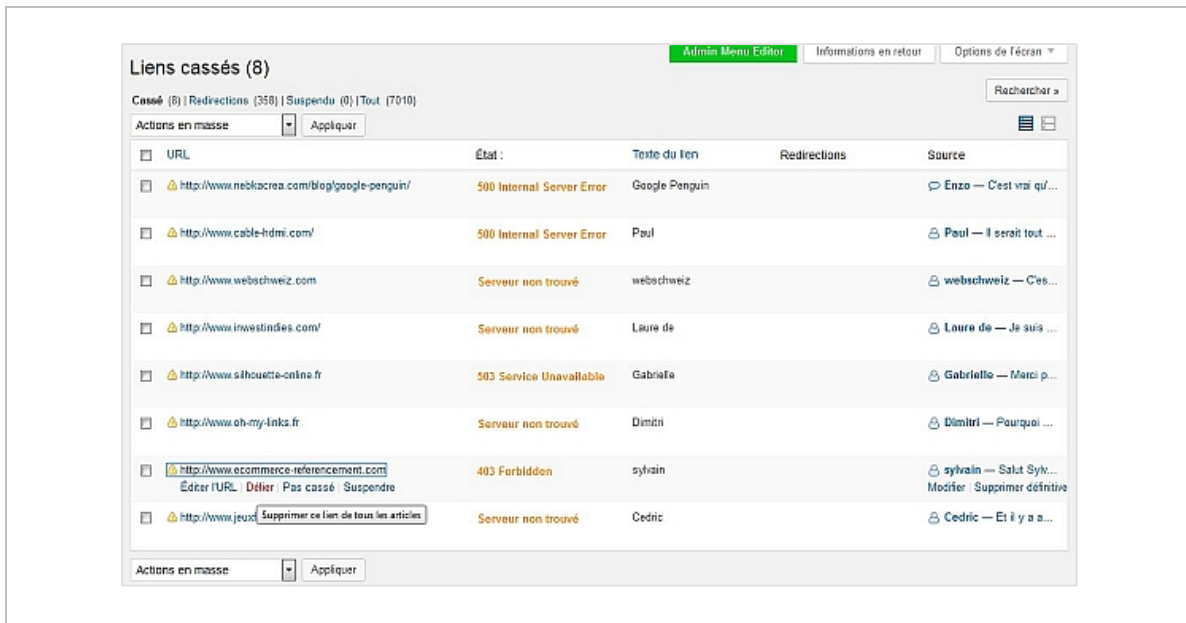 Admin Menu Editor Informations en retour Options de l'écran
Liens cassés (8)
Rechercher »
Cassé (8) | Redirections (358) | Suspendu (0) | Tout (7010)
Actions en masse Appliquer
URL État : Texte du lien Redirections Source
http://www.nebkacrea.com/blog/google-penguin/ 500 Internal Server Error Google Penguin Enzo — C'est vrai qu'...
http://www.cable-hdmi.com/ 500 Internal Server Error Paul Paul — Il serait tout ...
http://www.webschweiz.com Serveur non trouvé webschweiz webschweiz — C'es...
http://www.inwestindies.com/ Serveur non trouvé Laure de Laure de — Je suis ...
http://www.silhouette-online.fr 503 Service Unavailable Gabrielle Gabrielle — Merci p...
http://www.oh-my-links.fr Serveur non trouvé Dimitri Dimitri — Pourquoi ...
http://www.ecommerce-referencement.com 403 Forbidden sylvain sylvain — Salut Sylv...
Éditer l'URL | Délier | Pas cassé | Suspendre Modifier | Supprimer définitive
Supprimer ce lien de tous les articles
http://www.jeuxd Serveur non trouvé Cedric Cedric — Et il y a a...
Actions en masse Appliquer